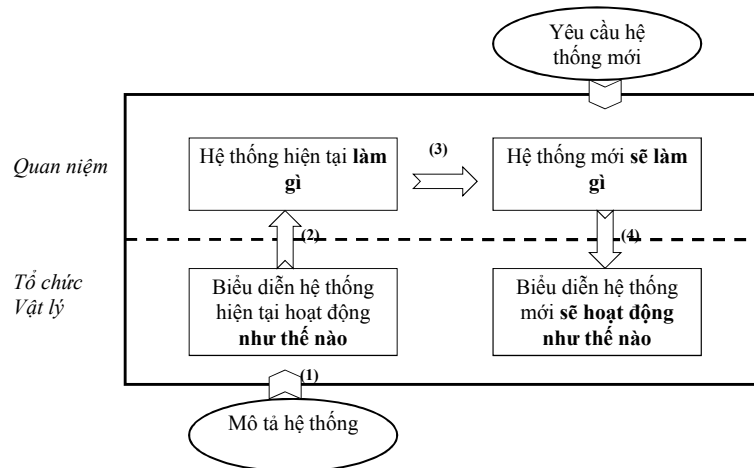 Yêu cầu hệ
thống mới
Quan niệm
Hệ thống hiện tại làm
gì
(3)
Hệ thống mới sẽ làm
gì
(2)
(4)
Tổ chức
Vật lý
Biểu diễn hệ thống
hiện tại hoạt động
như thế nào
Biểu diễn hệ thống
mới sẽ hoạt động
như thế nào
(1)
Mô tả hệ thống